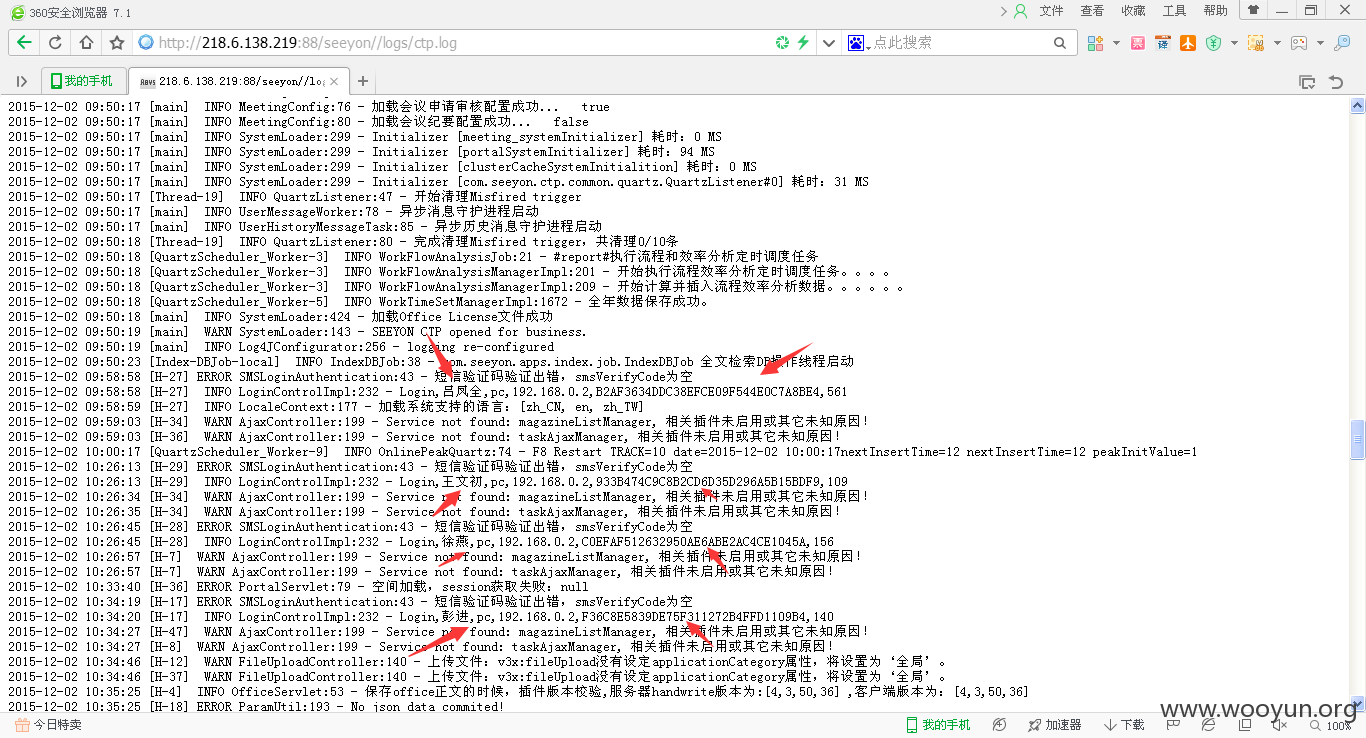 360安全浏览器 7.1
文件 查看 收藏 工具 帮助
http://218.6.138.219:88/seeyon//logs/ctp.log
点此搜索
我的手机 218.6.138.219:88/seeyon//lo
2015-12-02 09:50:17 [main] INFO MeetingConfig:76 - 加载会议申请审核配置成功... true
2015-12-02 09:50:17 [main] INFO MeetingConfig:80 - 加载会议纪要配置成功... false
2015-12-02 09:50:17 [main] INFO SystemLoader:299 - Initializer [meeting_systemInitializer] 耗时：0 MS
2015-12-02 09:50:17 [main] INFO SystemLoader:299 - Initializer [portalSystemInitializer] 耗时：94 MS
2015-12-02 09:50:17 [main] INFO SystemLoader:299 - Initializer [clusterCacheSystemInitialition] 耗时：0 MS
2015-12-02 09:50:17 [main] INFO SystemLoader:299 - Initializer [com.seeyon.ctp.common.quartz.QuartzListener#0] 耗时：31 MS
2015-12-02 09:50:17 [Thread-19] INFO QuartzListener:47 - 开始清理Misfired trigger
2015-12-02 09:50:17 [main] INFO UserMessageWorker:78 - 异步消息守护进程启动
2015-12-02 09:50:17 [main] INFO UserHistoryMessageTask:85 - 异步历史消息守护进程启动
2015-12-02 09:50:18 [Thread-19] INFO QuartzListener:80 - 完成清理Misfired trigger，共清理0/10条
2015-12-02 09:50:18 [QuartzScheduler_Worker-3] INFO WorkFlowAnalysisJob:21 - #report#执行流程和效率分析定时调度任务
2015-12-02 09:50:18 [QuartzScheduler_Worker-3] INFO WorkFlowAnalysisManagerImpl:201 - 开始执行流程效率分析定时调度任务。。。。
2015-12-02 09:50:18 [QuartzScheduler_Worker-3] INFO WorkFlowAnalysisManagerImpl:209 - 开始计算并插入流程效率分析数据。。。。。。
2015-12-02 09:50:18 [QuartzScheduler_Worker-5] INFO WorkTimeSetManagerImpl:1672 - 全年数据保存成功。
2015-12-02 09:50:18 [main] INFO SystemLoader:424 - 加载Office License文件成功
2015-12-02 09:50:19 [main] WARN SystemLoader:143 - SEEYON CTP opened for business.
2015-12-02 09:50:19 [main] INFO Log4JConfigurator:256 - logging re-configured
2015-12-02 09:50:23 [Index-DBJob-local] INFO IndexDBJob:38 - com.seeyon.apps.index.job.IndexDBJob 全文检索DB操作线程启动
2015-12-02 09:58:58 [H-27] ERROR SMSLoginAuthentication:43 - 短信验证码验证出错，smsVerifyCode为空
2015-12-02 09:58:59 [H-27] INFO LoginControlImpl:232 - Login,吕凤全,pc,192.168.0.2,B2AF3634DDC38EFCE09F544E0C7A8BE4,561
2015-12-02 09:58:59 [H-27] INFO LocaleContext:177 - 加载系统支持的语言：[zh_CN, en, zh_TW]
2015-12-02 09:59:03 [H-34] WARN AjaxController:199 - Service not found: magazineListManager, 相关插件未启用或其它未知原因！
2015-12-02 09:59:03 [H-36] WARN AjaxController:199 - Service not found: taskAjaxManager, 相关插件未启用或其它未知原因！
2015-12-02 10:00:17 [QuartzScheduler_Worker-9] INFO OnlinePeakQuartz:74 - F8 Restart TRACK=10 date=2015-12-02 10:00:17nextInsertTime=12 nextInsertTime=12 peakInitValue=1
2015-12-02 10:26:13 [H-29] ERROR SMSLoginAuthentication:43 - 短信验证码验证出错，smsVerifyCode为空
2015-12-02 10:26:13 [H-29] INFO LoginControlImpl:232 - Login,王文初,pc,192.168.0.2,933B474C9C8B2CD6D35D296A5B15BDF9,109
2015-12-02 10:26:34 [H-34] WARN AjaxController:199 - Service not found: magazineListManager, 相关插件未启用或其它未知原因！
2015-12-02 10:26:35 [H-34] WARN AjaxController:199 - Service not found: taskAjaxManager, 相关插件未启用或其它未知原因！
2015-12-02 10:26:45 [H-28] ERROR SMSLoginAuthentication:43 - 短信验证码验证出错，smsVerifyCode为空
2015-12-02 10:26:45 [H-28] INFO LoginControlImpl:232 - Login,徐燕,pc,192.168.0.2,C0EFAF512632950AE6ABE2AC4CE1045A,156
2015-12-02 10:26:57 [H-7] WARN AjaxController:199 - Service not found: magazineListManager, 相关插件未启用或其它未知原因！
2015-12-02 10:26:57 [H-7] WARN AjaxController:199 - Service not found: taskAjaxManager, 相关插件未启用或其它未知原因！
2015-12-02 10:33:40 [H-36] ERROR PortalServlet:79 - 空间加载，session获取失败：null
2015-12-02 10:34:19 [H-17] ERROR SMSLoginAuthentication:43 - 短信验证码验证出错，smsVerifyCode为空
2015-12-02 10:34:20 [H-17] INFO LoginControlImpl:232 - Login,彭进,pc,192.168.0.2,F36C8E5839DE75F311272B4FFD1109B4,140
2015-12-02 10:34:27 [H-47] WARN AjaxController:199 - Service not found: magazineListManager, 相关插件未启用或其它未知原因！
2015-12-02 10:34:27 [H-8] WARN AjaxController:199 - Service not found: taskAjaxManager, 相关插件未启用或其它未知原因！
2015-12-02 10:34:46 [H-12] WARN FileUploadController:140 - 上传文件：v3x:fileUpload没有设定applicationCategory属性，将设置为‘全局’。
2015-12-02 10:34:46 [H-37] WARN FileUploadController:140 - 上传文件：v3x:fileUpload没有设定applicationCategory属性，将设置为‘全局’。
2015-12-02 10:35:25 [H-4] INFO OfficeServlet:53 - 保存office正文的时候，插件版本校验,服务器handwrite版本为:[4,3,50,36] ,客户端版本为：[4,3,50,36]
2015-12-02 10:35:25 [H-18] ERROR ParamUtil:193 - No json data commited!
www.wooyun.org
今日特卖 我的手机 加速器 下载 100%